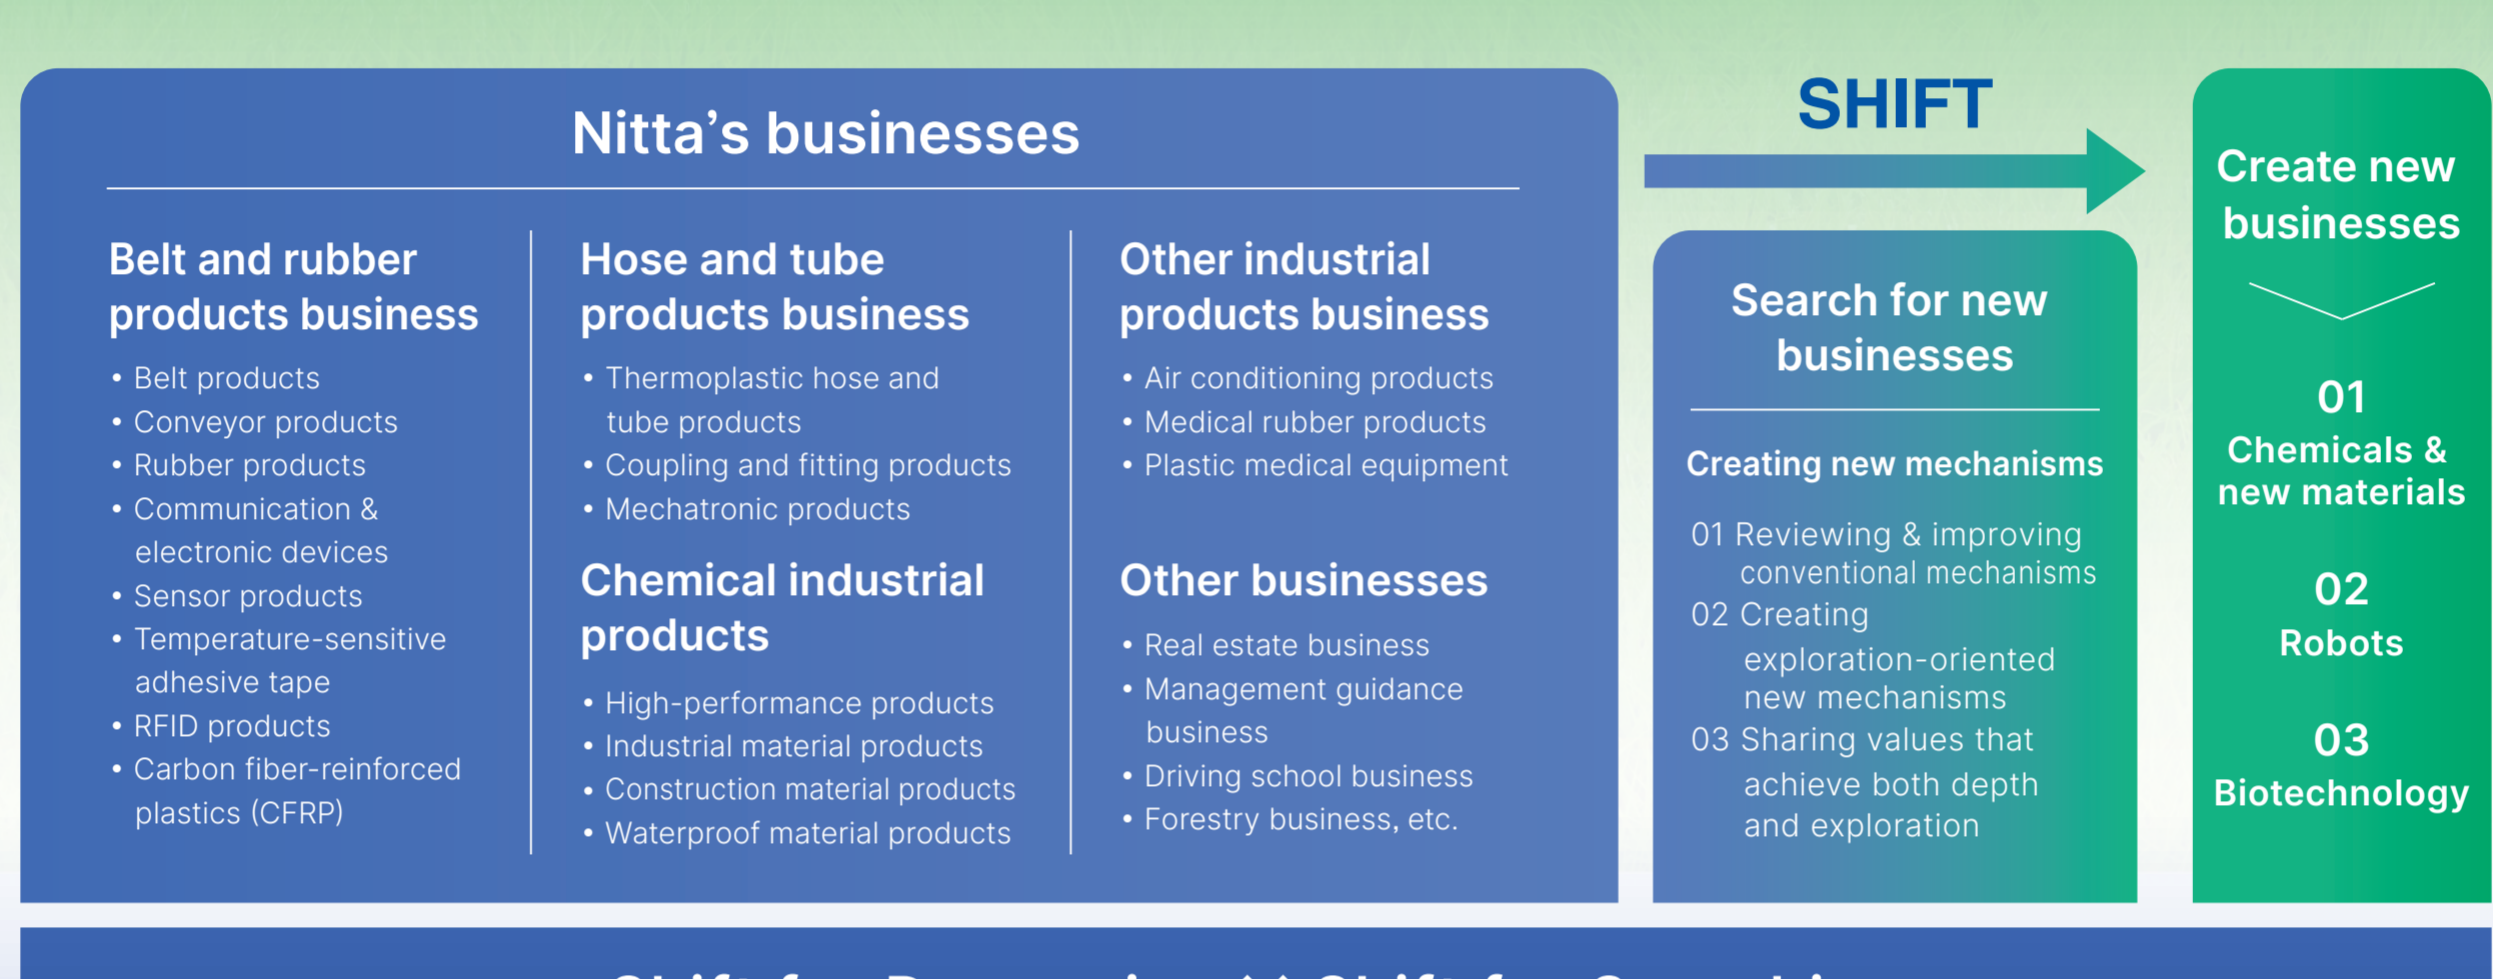 Nitta’s businesses
Belt and rubber
products business
• Belt products
• Conveyor products
• Rubber products
• Communication &
electronic devices
• Sensor products
• Temperature-sensitive
adhesive tape
• RFID products
• Carbon fiber-reinforced
plastics (CFRP)
Hose and tube
products business
• Thermoplastic hose and
tube products
• Coupling and fitting products
• Mechatronic products
Chemical industrial
products
• High-performance products
• Industrial material products
• Construction material products
• Waterproof material products
Other industrial
products business
• Air conditioning products
• Medical rubber products
• Plastic medical equipment
Other businesses
• Real estate business
• Management guidance
business
• Driving school business
• Forestry business, etc.
SHIFT
Search for new
businesses
Creating new mechanisms
01 Reviewing & improving
conventional mechanisms
02 Creating
exploration-oriented
new mechanisms
03 Sharing values that
achieve both depth
and exploration
Create new
businesses
01
Chemicals &
new materials
02
Robots
03
Biotechnology